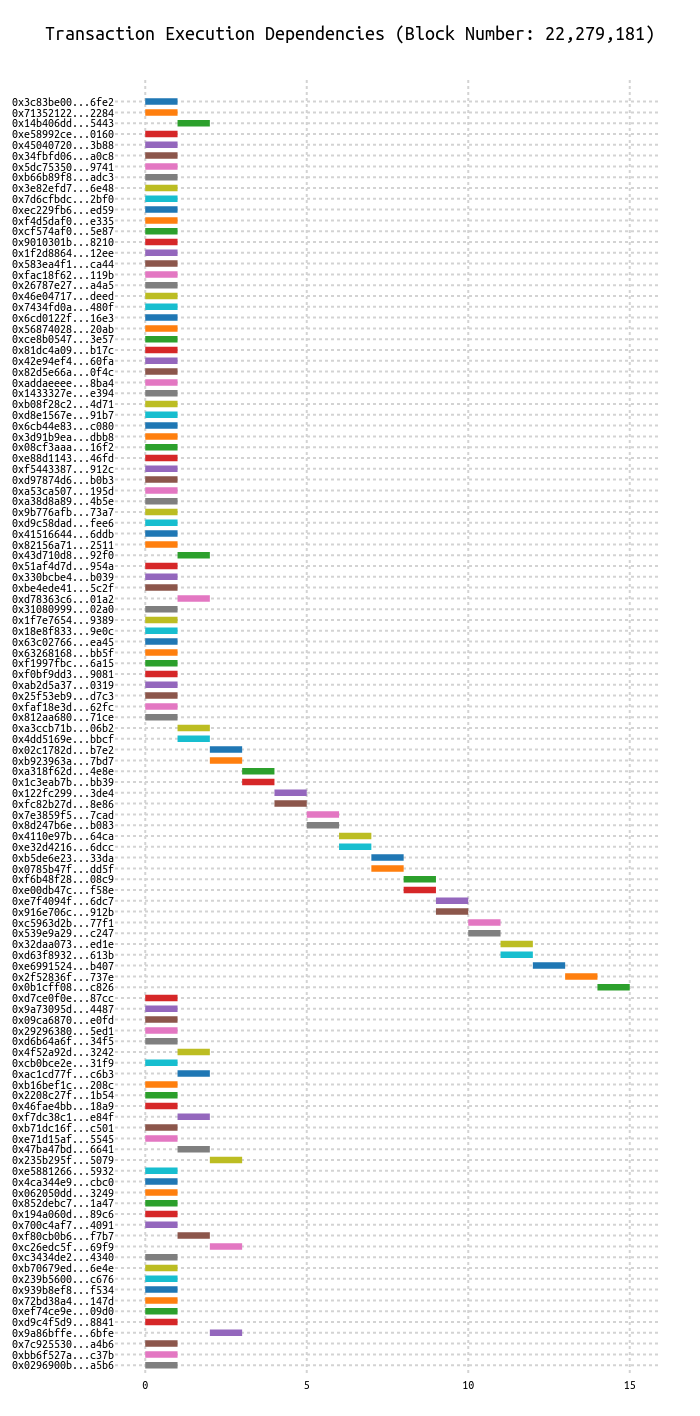 Transaction Execution Dependencies (Block Number: 22,279,181)
0x3c83be00...6fe2
0x71352122...2284
0x14b406dd...5443
0xe58992ce...0160
0x45040720...3b88
0x34fbfd06...a0c8
0x5dc75350...9741
0xb66b89f8...adc3
0x3e82efd7...6e48
0x7d6cfbdc...2bf0
0xec229fb6...ed59
0xf4d5daf0...e335
0xcf574af0...5e87
0x9010301b...8210
0x1f2d8864...12ee
0x583ea4f1...ca44
0xfac18f62...119b
0x26787e27...a4a5
0x46e04717...deed
0x7434fd0a...480f
0x6cd0122f...16e3
0x56874028...20ab
0xce8b0547...3e57
0x81dc4a09...b17c
0x42e94ef4...60fa
0x82d5e66a...0f4c
0xaddaeeee...8ba4
0x1433327e...e394
0xb08f28c2...4d71
0xd8e1567e...91b7
0x6cb44e83...c080
0x3d91b9ea...dbb8
0x08cf3aaa...16f2
0xe88d1143...46fd
0xf5443387...912c
0xd97874d6...b0b3
0xa53ca507...195d
0xa38d8a89...4b5e
0x9b776afb...73a7
0xd9c58dad...fee6
0x41516644...6ddb
0x82156a71...2511
0x43d710d8...92f0
0x51af4d7d...954a
0x330bcbe4...b039
0xbe4ede41...5c2f
0xd78363c6...01a2
0x31080999...02a0
0x1f7e7654...9389
0x18e8f833...9e0c
0x63c02766...ea45
0x63268168...bb5f
0xf1997fbc...6a15
0xf0bf9dd3...9081
0xab2d5a37...0319
0x25f53eb9...d7c3
0xfaf18e3d...62fc
0x812aa680...71ce
0xa3ccb71b...06b2
0x4dd5169e...bbcf
0x02c1782d...b7e2
0xb923963a...7bd7
0xa318f62d...4e8e
0x1c3eab7b...bb39
0x122fc299...3de4
0xfc82b27d...8e86
0x7e3859f5...7cad
0x8d247b6e...b083
0x4110e97b...64ca
0xe32d4216...6dcc
0xb5de6e23...33da
0x0785b47f...dd5f
0xf6b48f28...08c9
0xe00db47c...f58e
0xe7f4094f...6dc7
0x916e706c...912b
0xc5963d2b...77f1
0x539e9a29...c247
0x32daa073...ed1e
0xd63f8932...613b
0xe6991524...b407
0x2f52836f...737e
0x0b1cff08...c826
0xd7ce0f0e...87cc
0x9a73095d...4487
0x09ca6870...e0fd
0x29296380...5ed1
0xd6b64a6f...34f5
0x4f52a92d...3242
0xcb0bce2e...31f9
0xac1cd77f...c6b3
0xb16bef1c...208c
0x2208c27f...1b54
0x46fae4bb...18a9
0xf7dc38c1...e84f
0xb71dc16f...c501
0xe71d15af...5545
0x47ba47bd...6641
0x235b295f...5079
0xe5881266...5932
0x4ca344e9...cbc0
0x062050dd...3249
0x852debc7...1a47
0x194a060d...89c6
0x700c4af7...4091
0xf80cb0b6...f7b7
0xc26edc5f...69f9
0xc3434de2...4340
0xb70679ed...6e4e
0x239b5600...c676
0x939b8ef8...f534
0x72bd38a4...147d
0xef74ce9e...09d0
0xd9c4f5d9...8841
0x9a86bffe...6bfe
0x7c925530...a4b6
0xbb6f527a...c37b
0x0296900b...a5b6
0 5 10 15